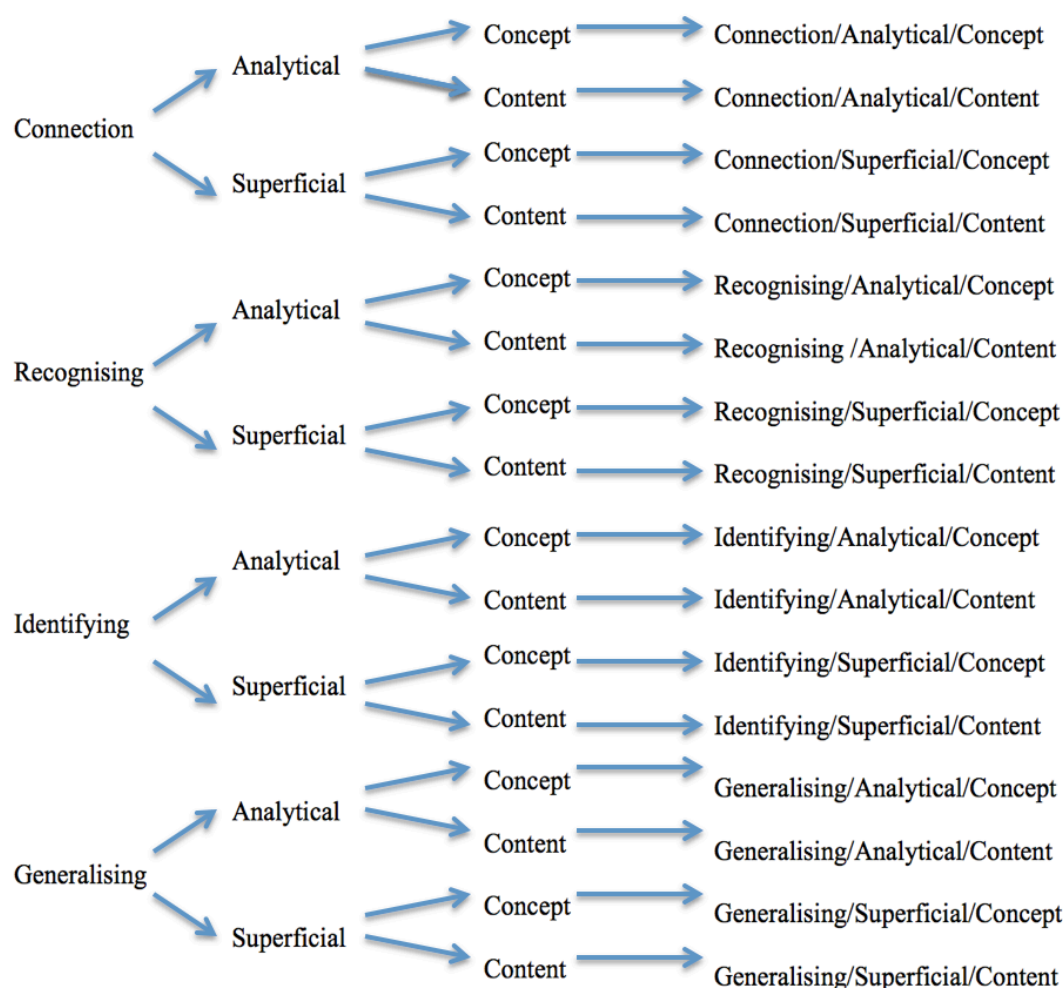 Concept
Connection/Analytical/Concept
Analytical
Content
Connection/Analytical/Content
Connection
Concept
Connection/Superficial/Concept
Superficial
Content
Connection/Superficial/Content
Concept
Recognising/Analytical/Concept
Analytical
Content
Recognising /Analytical/Content
Recognising
Concept
Recognising/Superficial/Concept
Superficial
Content
Recognising/Superficial/Content
Concept
Identifying/Analytical/Concept
Analytical
Content
Identifying/Analytical/Content
Identifying
Concept
Identifying/Superficial/Concept
Superficial
Content
Identifying/Superficial/Content
Concept
Generalising/Analytical/Concept
Analytical
Content
Generalising/Analytical/Content
Generalising
Concept
Generalising/Superficial/Concept
Superficial
Content
Generalising/Superficial/Content